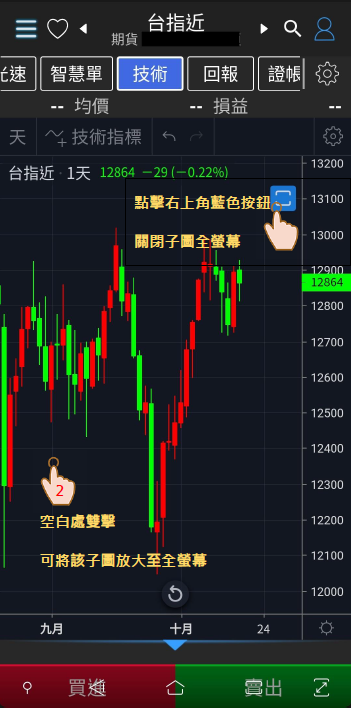 台指近
期貨
光速 智慧單 技術 回報 證帳
-- 均價 -- 損益 --
天 技術指標
台指近 · 1天 12864 −29 (−0.22%)
點擊右上角藍色按鈕
關閉子圖全螢幕
13200
13100
13000
12900
12864
12800
12700
12600
12500
12400
12300
12200
12100
12000
2
空白處雙擊
可將該子圖放大至全螢幕
九月 十月 24
買進 賣出